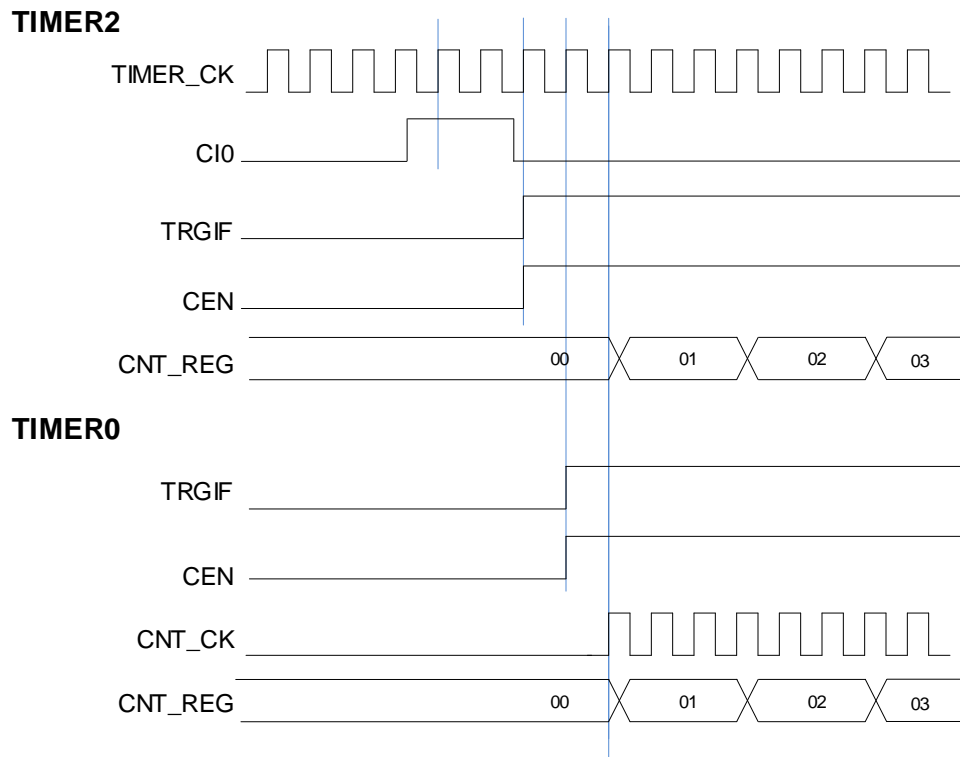 TIMER2
TIMER_CK
CI0
TRGIF
CEN
CNT_REG 00 01 02 03
TIMER0
TRGIF
CEN
CNT_CK
CNT_REG 00 01 02 03